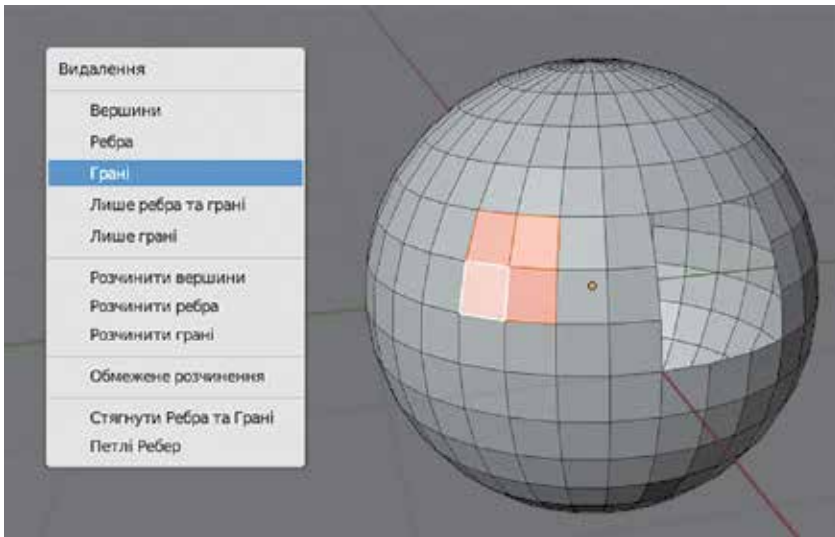 Видалення
Вершини
Ребра
Грані
Лише ребра та грані
Лише грані
Розчинити вершини
Розчинити ребра
Розчинити грані
Обмежене розчинення
Стягнути Ребра та Грані
Петлі Ребер